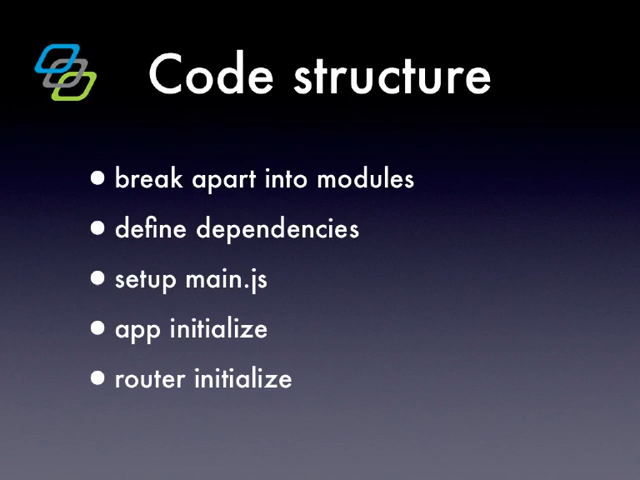 Code structure
• break apart into modules
• define dependencies
• setup main.js
• app initialize
• router initialize